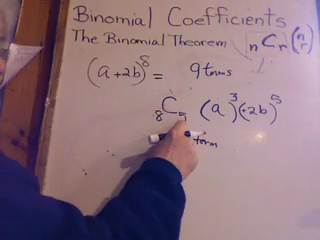 Binomial Coefficients
The Binomial Theorem nCr (n r)
(a+2b)^8 = 9 terms
8C5 (a)^3(+2b)^5
term